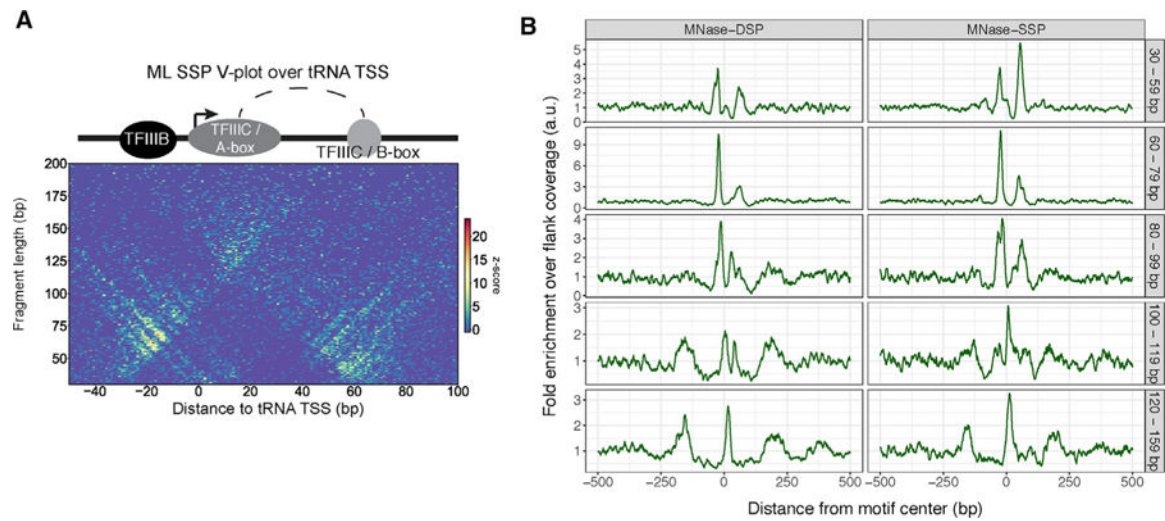 A
ML SSP V-plot over tRNA TSS
TFIIIB
TFIIIC /
A-box
TFIIIC / B-box
Fragment length (bp)
200
175
150
125
100
75
50
−40 −20 0 20 40 60 80 100
Distance to tRNA TSS (bp)
20
15
10
5
0
z-score
B
MNase−DSP MNase−SSP
Fold enrichment over flank coverage (a.u.)
5
4
3
2
1
0
30 − 59 bp
9
6
3
0
60 − 79 bp
4
3
2
1
0
80 − 99 bp
3
2
1
100 − 119 bp
3
2
1
120 − 159 bp
−500 −250 0 250 500 −500 −250 0 250 500
Distance from motif center (bp)